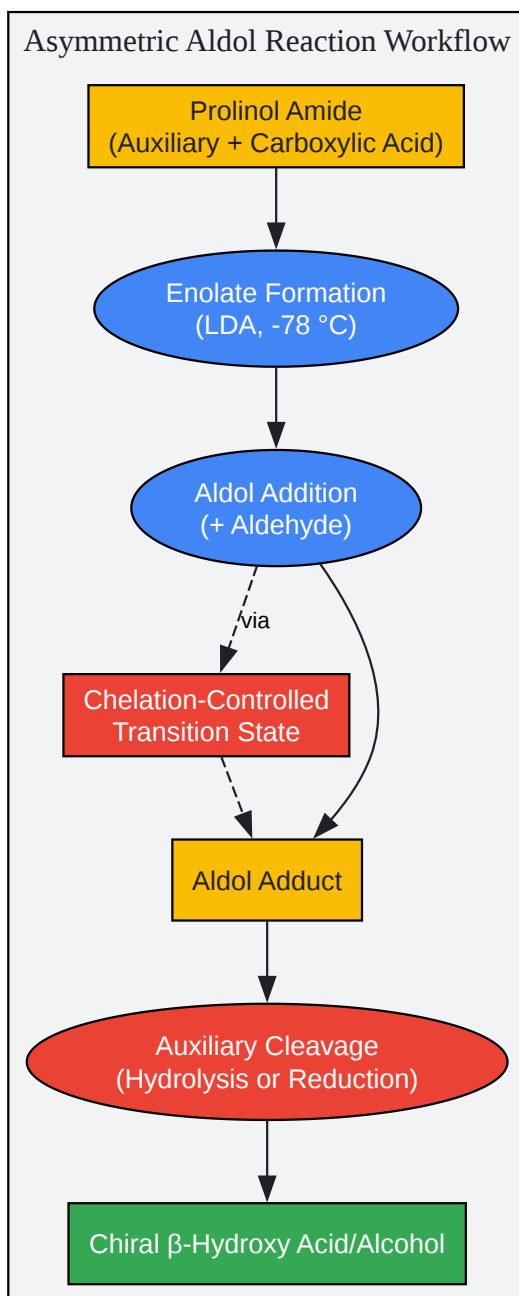 Asymmetric Aldol Reaction Workflow
Prolinol Amide
(Auxiliary + Carboxylic Acid)
Enolate Formation
(LDA, -78 °C)
Aldol Addition
(+ Aldehyde)
via
Chelation-Controlled
Transition State
Aldol Adduct
Auxiliary Cleavage
(Hydrolysis or Reduction)
Chiral β-Hydroxy Acid/Alcohol